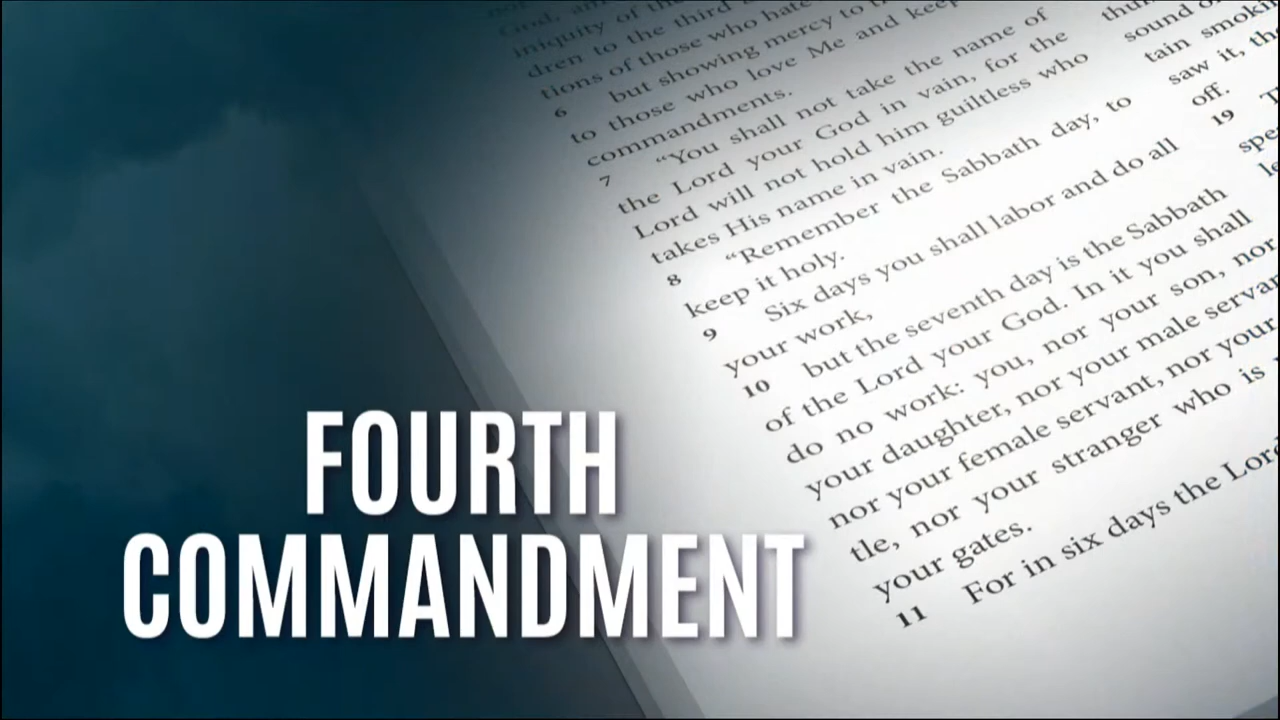 God, am
iniquity of the
dren to the third
tions of those who hate
6 but showing mercy to
to those who love Me and keep
commandments.
7 “You shall not take the name of
the Lord your God in vain, for the
Lord will not hold him guiltless who
takes His name in vain.
8 “Remember the Sabbath day, to
keep it holy.
9 Six days you shall labor and do all
your work,
10 but the seventh day is the Sabbath
of the Lord your God. In it you shall
do no work: you, nor your son, nor
your daughter, nor your male servan
nor your female servant, nor your
tle, nor your stranger who is
your gates.
11 For in six days the Lord
thun
sound o
tain smoki
saw it, the
off.
19 T
spe
le
FOURTH
COMMANDMENT